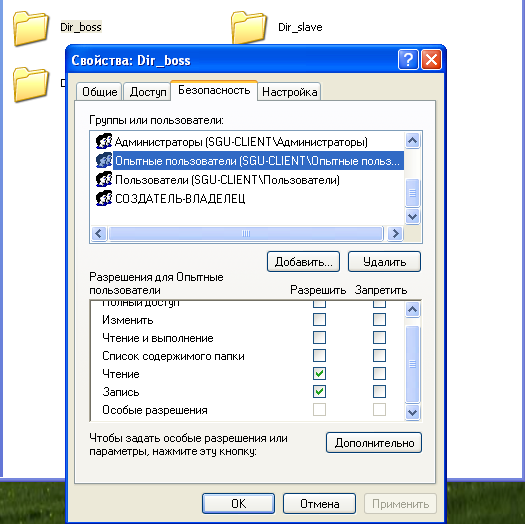 Dir_boss
Dir_slave
Свойства: Dir_boss
Общие
Доступ
Безопасность
Настройка
Группы или пользователи:
Администраторы (SGU-CLIENT\Администраторы)
Опытные пользователи (SGU-CLIENT\Опытные польз...
Пользователи (SGU-CLIENT\Пользователи)
СОЗДАТЕЛЬ-ВЛАДЕЛЕЦ
Добавить...
Удалить
Разрешения для Опытные
пользователи
Разрешить
Запретить
Полный доступ
Изменить
Чтение и выполнение
Список содержимого папки
Чтение
Запись
Особые разрешения
Чтобы задать особые разрешения или
параметры, нажмите эту кнопку:
Дополнительно
ОК
Отмена
Применить